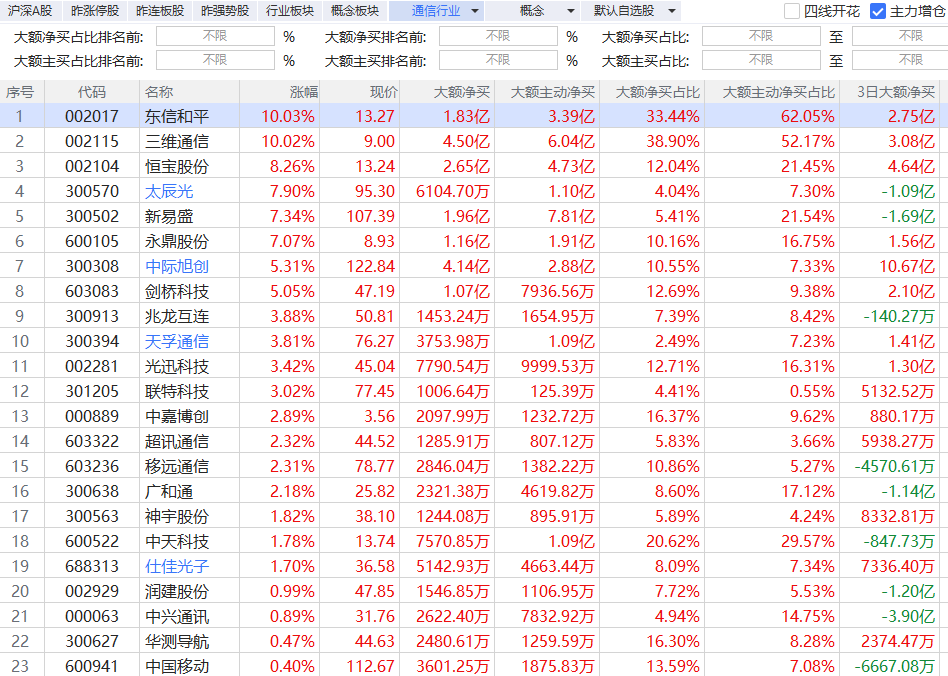 沪深A股 昨涨停股 昨连板股 昨强势股 行业板块 概念板块 通信行业 概念 默认自选股 四线开花 主力增仓
大额净买占比排名前: 不限 % 大额净买排名前: 不限 % 大额净买占比: 不限 至 不限
大额主买占比排名前: 不限 % 大额主买排名前: 不限 % 大额主买占比: 不限 至 不限
序号 代码 名称 涨幅 现价 大额净买 大额主动净买 大额净买占比 大额主动净买占比 3日大额净买
1 002017 东信和平 10.03% 13.27 1.83亿 3.39亿 33.44% 62.05% 2.75亿
2 002115 三维通信 10.02% 9.00 4.50亿 6.04亿 38.90% 52.17% 3.08亿
3 002104 恒宝股份 8.26% 13.24 2.65亿 4.73亿 12.04% 21.45% 4.64亿
4 300570 太辰光 7.90% 95.30 6104.70万 1.10亿 4.04% 7.30% -1.09亿
5 300502 新易盛 7.34% 107.39 1.96亿 7.81亿 5.41% 21.54% -1.69亿
6 600105 永鼎股份 7.07% 8.93 1.16亿 1.91亿 10.16% 16.75% 1.56亿
7 300308 中际旭创 5.31% 122.84 4.14亿 2.88亿 10.55% 7.33% 10.67亿
8 603083 剑桥科技 5.05% 47.19 1.07亿 7936.56万 12.69% 9.38% 2.10亿
9 300913 兆龙互连 3.88% 50.81 1453.24万 1654.95万 7.39% 8.42% -140.27万
10 300394 天孚通信 3.81% 76.27 3753.98万 1.09亿 2.49% 7.23% 1.41亿
11 002281 光迅科技 3.42% 45.04 7790.54万 9999.53万 12.71% 16.31% 1.30亿
12 301205 联特科技 3.02% 77.45 1006.64万 125.39万 4.41% 0.55% 5132.52万
13 000889 中嘉博创 2.89% 3.56 2097.99万 1232.72万 16.37% 9.62% 880.17万
14 603322 超讯通信 2.32% 44.52 1285.91万 807.12万 5.83% 3.66% 5938.27万
15 603236 移远通信 2.31% 78.77 2846.04万 1382.22万 10.86% 5.27% -4570.61万
16 300638 广和通 2.18% 25.82 2321.38万 4619.82万 8.60% 17.12% -1.14亿
17 300563 神宇股份 1.82% 38.10 1244.08万 895.91万 5.89% 4.24% 8332.81万
18 600522 中天科技 1.78% 13.74 7570.85万 1.09亿 20.62% 29.57% -847.73万
19 688313 仕佳光子 1.70% 36.58 5142.93万 4663.44万 8.09% 7.34% 7336.40万
20 002929 润建股份 0.99% 47.85 1546.85万 1106.95万 7.72% 5.53% -1.20亿
21 000063 中兴通讯 0.89% 31.76 2622.40万 7832.92万 4.94% 14.75% -3.90亿
22 300627 华测导航 0.47% 44.63 2480.61万 1259.59万 16.30% 8.28% 2374.47万
23 600941 中国移动 0.40% 112.67 3601.25万 1875.83万 13.59% 7.08% -6667.08万